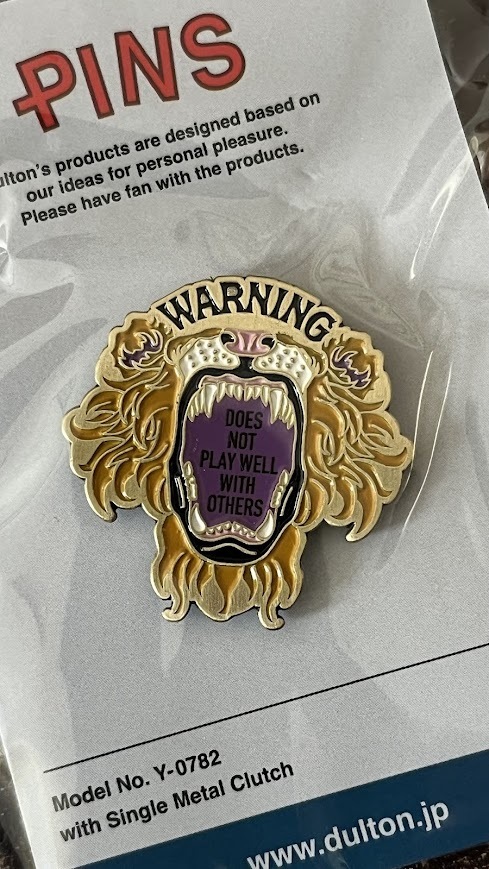 PINS
ulton's products are designed based on
our ideas for personal pleasure.
Please have fan with the products.
WARNING
DOES
NOT
PLAY WELL
WITH
OTHERS
Model No. Y-0782
with Single Metal Clutch
www.dulton.jp